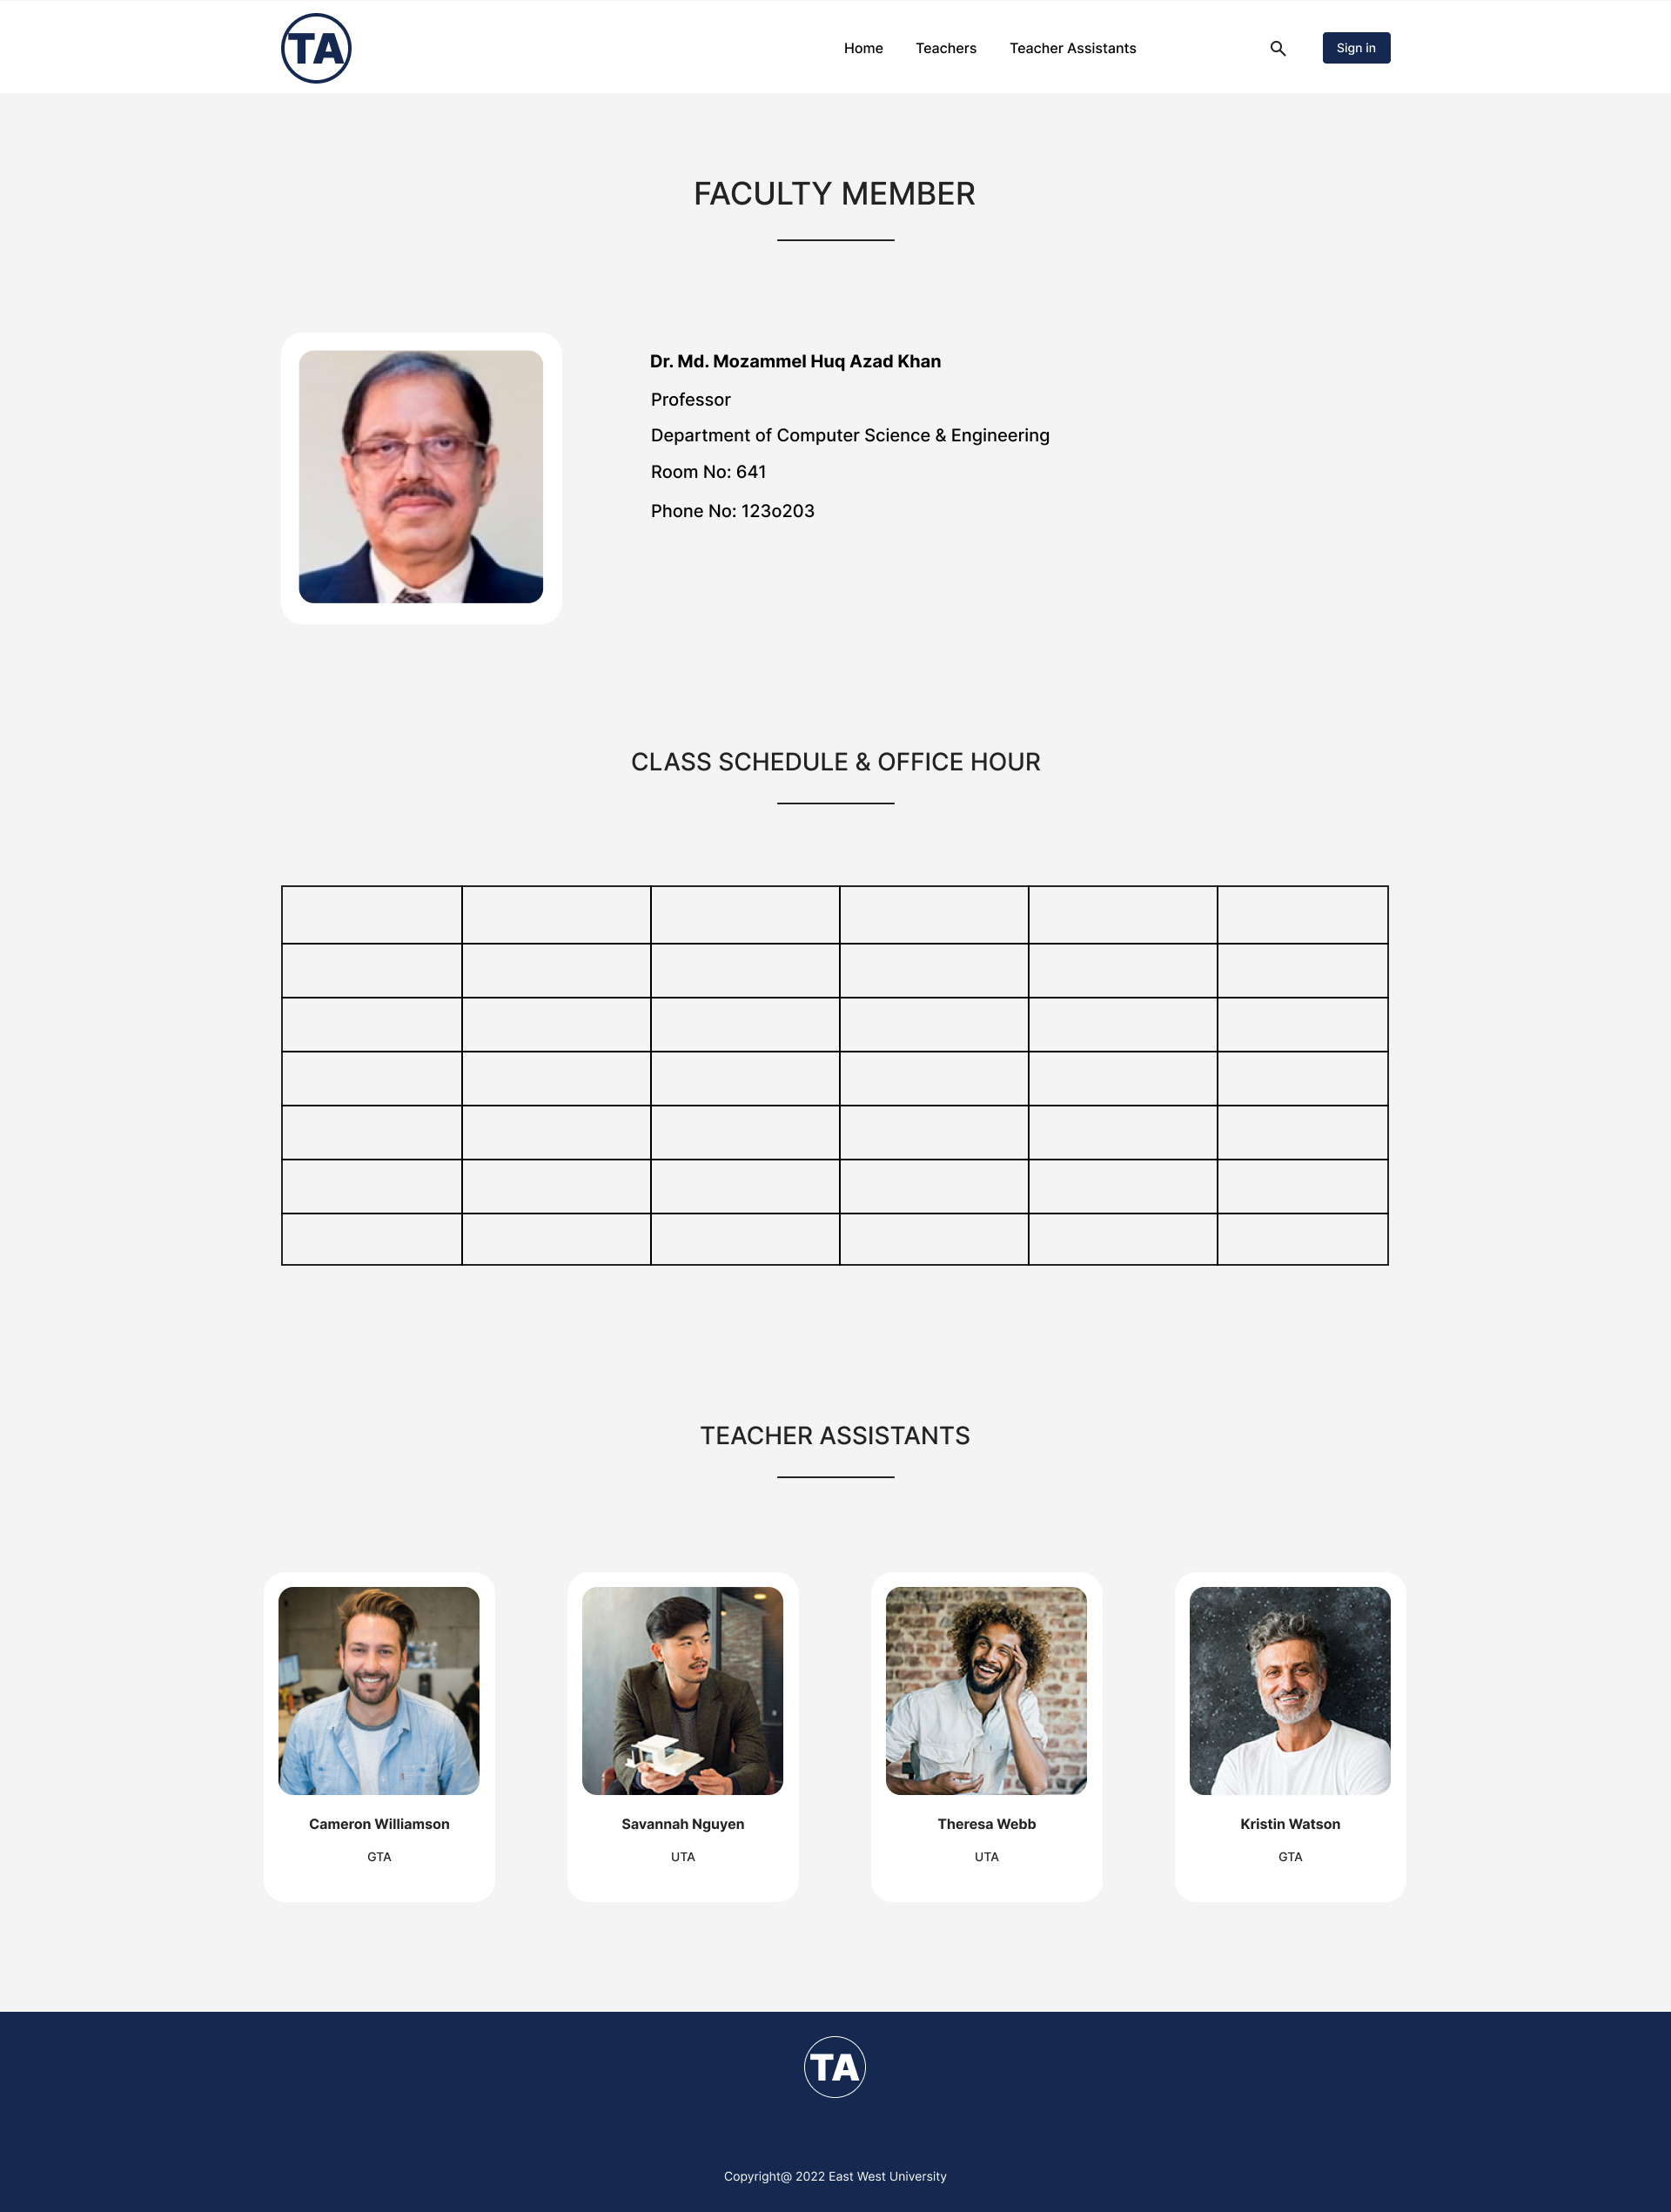 TA
Home
Teachers
Teacher Assistants
Sign in
FACULTY MEMBER
Dr. Md. Mozammel Huq Azad Khan
Professor
Department of Computer Science & Engineering
Room No: 641
Phone No: 123o203
CLASS SCHEDULE & OFFICE HOUR
TEACHER ASSISTANTS
Cameron Williamson
GTA
Savannah Nguyen
UTA
Theresa Webb
UTA
Kristin Watson
GTA
TA
Copyright@ 2022 East West University